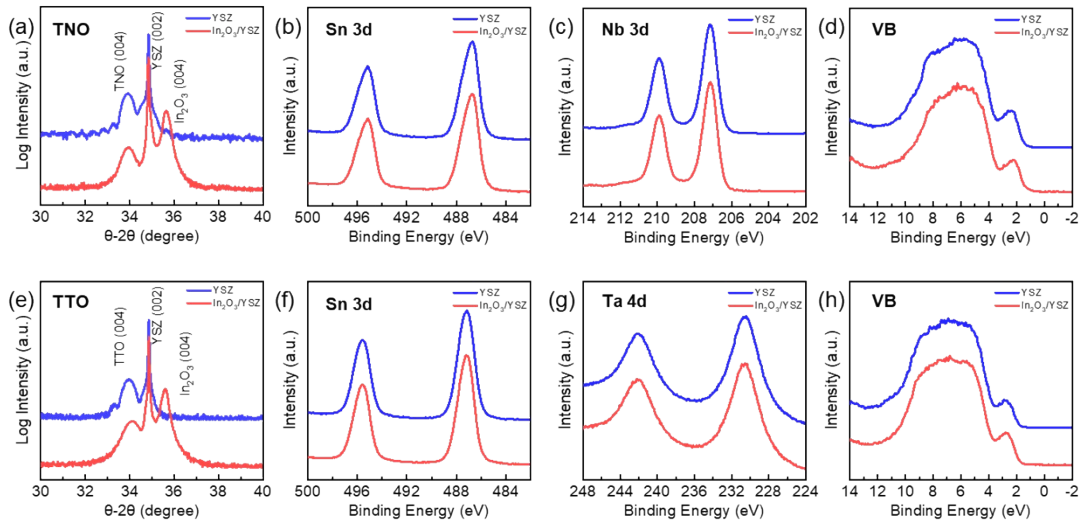 (a)
TNO
YSZ
In₂O₃/YSZ
TNO (004)
YSZ (002)
In₂O₃ (004)
Log Intensity (a.u.)
30 32 34 36 38 40
θ-2θ (degree)
(b)
Sn 3d
YSZ
In₂O₃/YSZ
Intensity (a.u.)
500 496 492 488 484
Binding Energy (eV)
(c)
Nb 3d
YSZ
In₂O₃/YSZ
Intensity (a.u.)
214 212 210 208 206 204 202
Binding Energy (eV)
(d)
VB
YSZ
In₂O₃/YSZ
Intensity (a.u.)
14 12 10 8 6 4 2 0 -2
Binding Energy (eV)
(e)
TTO
YSZ
In₂O₃/YSZ
TTO (004)
YSZ (002)
In₂O₃ (004)
Log Intensity (a.u.)
30 32 34 36 38 40
θ-2θ (degree)
(f)
Sn 3d
YSZ
In₂O₃/YSZ
Intensity (a.u.)
500 496 492 488 484
Binding Energy (eV)
(g)
Ta 4d
YSZ
In₂O₃/YSZ
Intensity (a.u.)
248 244 240 236 232 228 224
Binding Energy (eV)
(h)
VB
YSZ
In₂O₃/YSZ
Intensity (a.u.)
14 12 10 8 6 4 2 0 -2
Binding Energy (eV)